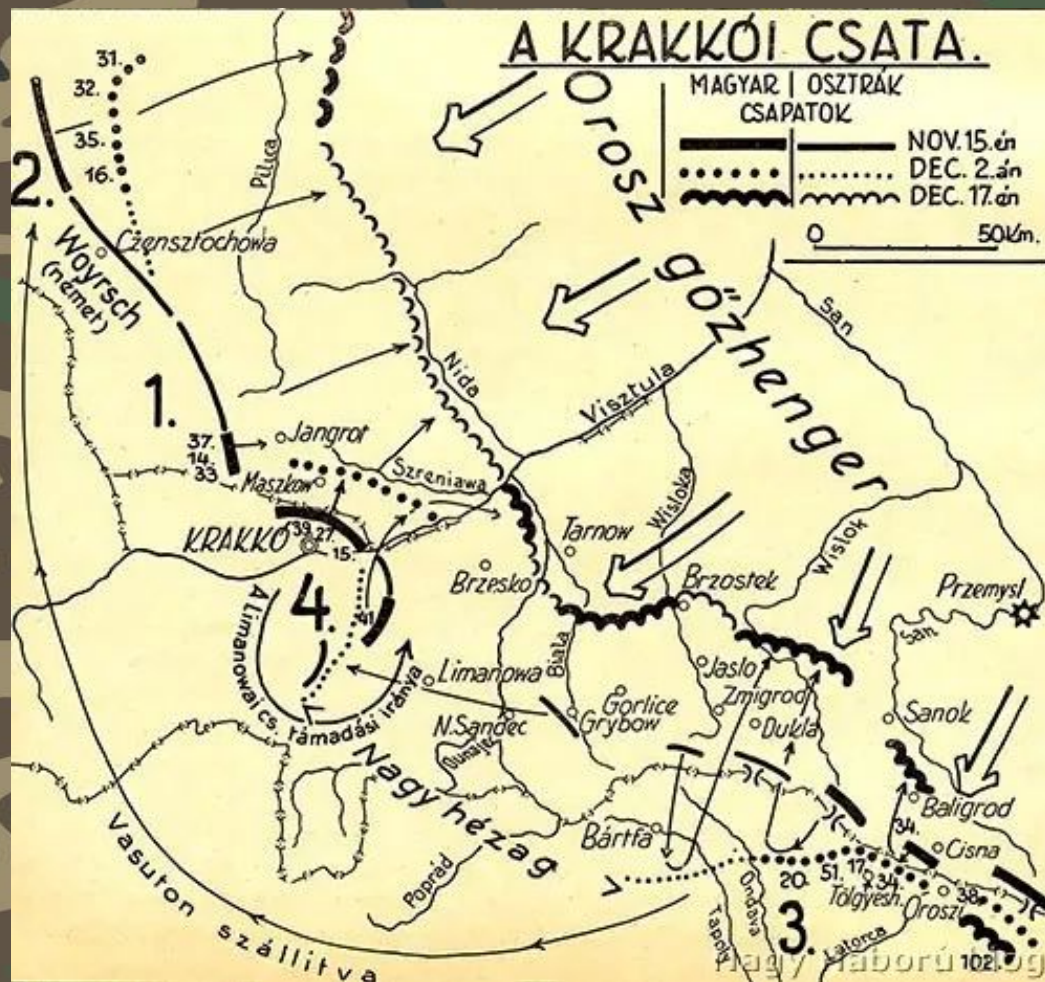 A KRAKKÓI CSATA.
MAGYAR | OSZTRÁK
CSAPATOK
NOV. 15.én
DEC. 2.án
DEC. 17.én
0 50Km.
Orosz gőzhenger
31.
32.
35.
16.
2.
Pilica
Czensztochowa
Woyrsch
(német)
1.
37.
14.
33
Jangrot
Maszkow
Szreniawa
Nida
Visztula
San
KRAKKÓ
39.
27.
15.
41
4.
A Limanowai cs. támadási iránya
Brzesko
Tarnow
Wisloka
Brzostek
Wislok
Przemysl
San
Limanowa
Biala
Jaslo
Gorlice
Zmigrod
Grybow
N.Sandec
Dukla
Sanok
Dunajec
Nagy hézag
Baligrod
Bártfa
34.
Cisna
Poprád
20.
51.
17.
34.
38.
Tölgyesh.
Oroszi
3.
Ondava
Tapoly
Latorca
102.
Vasuton szállitva
Nagy Háború Blog